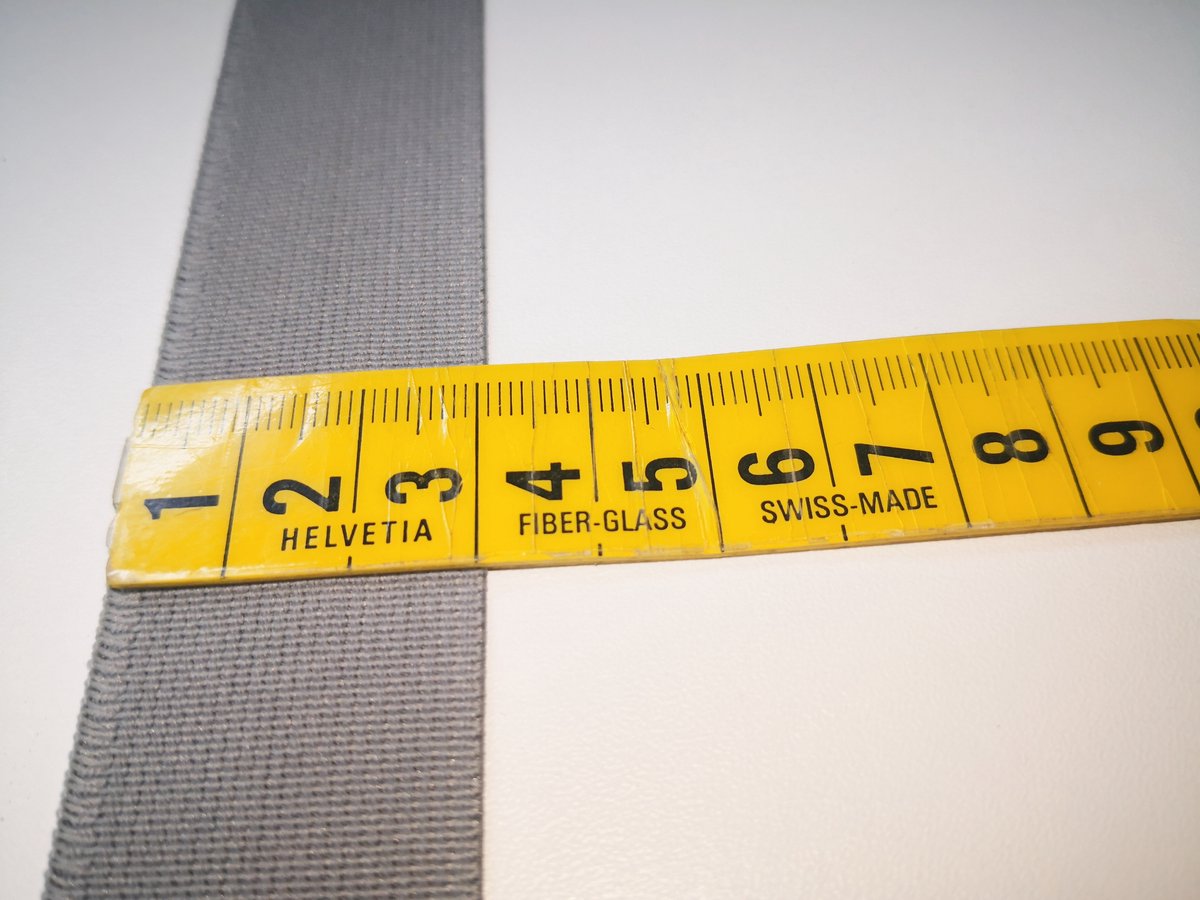 1 2 3 4 5 6 7 8 9
HELVETIA FIBER-GLASS SWISS-MADE